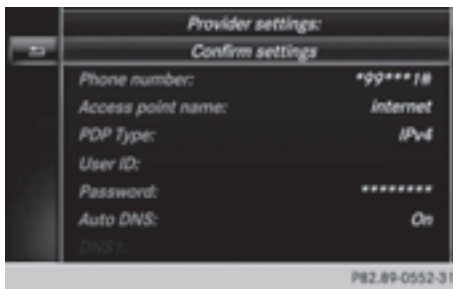 Provider settings:
Confirm settings
Phone number: *99***1#
Access point name: internet
PDP Type: IPv4
User ID:
Password: ********
Auto DNS: On
DNS1:
P82.89-0552-31